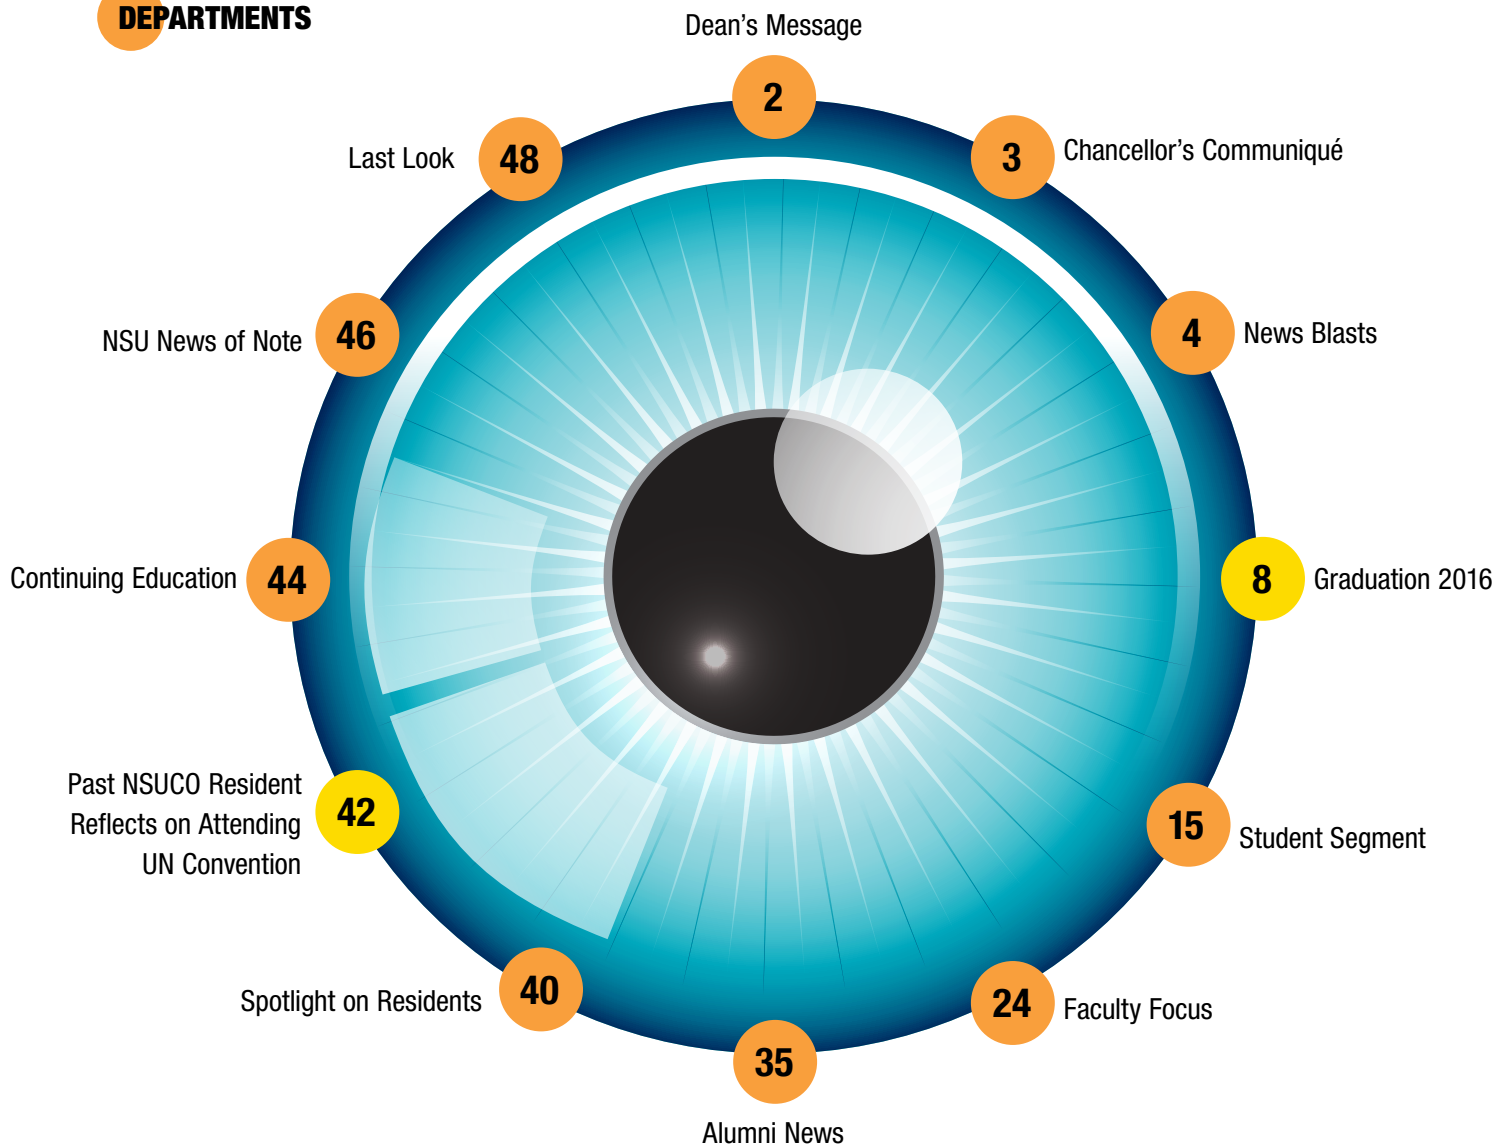 DEPARTMENTS
Dean’s Message
2
3
Chancellor’s Communiqué
4
News Blasts
8
Graduation 2016
15
Student Segment
24
Faculty Focus
35
Alumni News
40
Spotlight on Residents
42
Past NSUCO Resident
Reflects on Attending
UN Convention
44
Continuing Education
46
NSU News of Note
48
Last Look